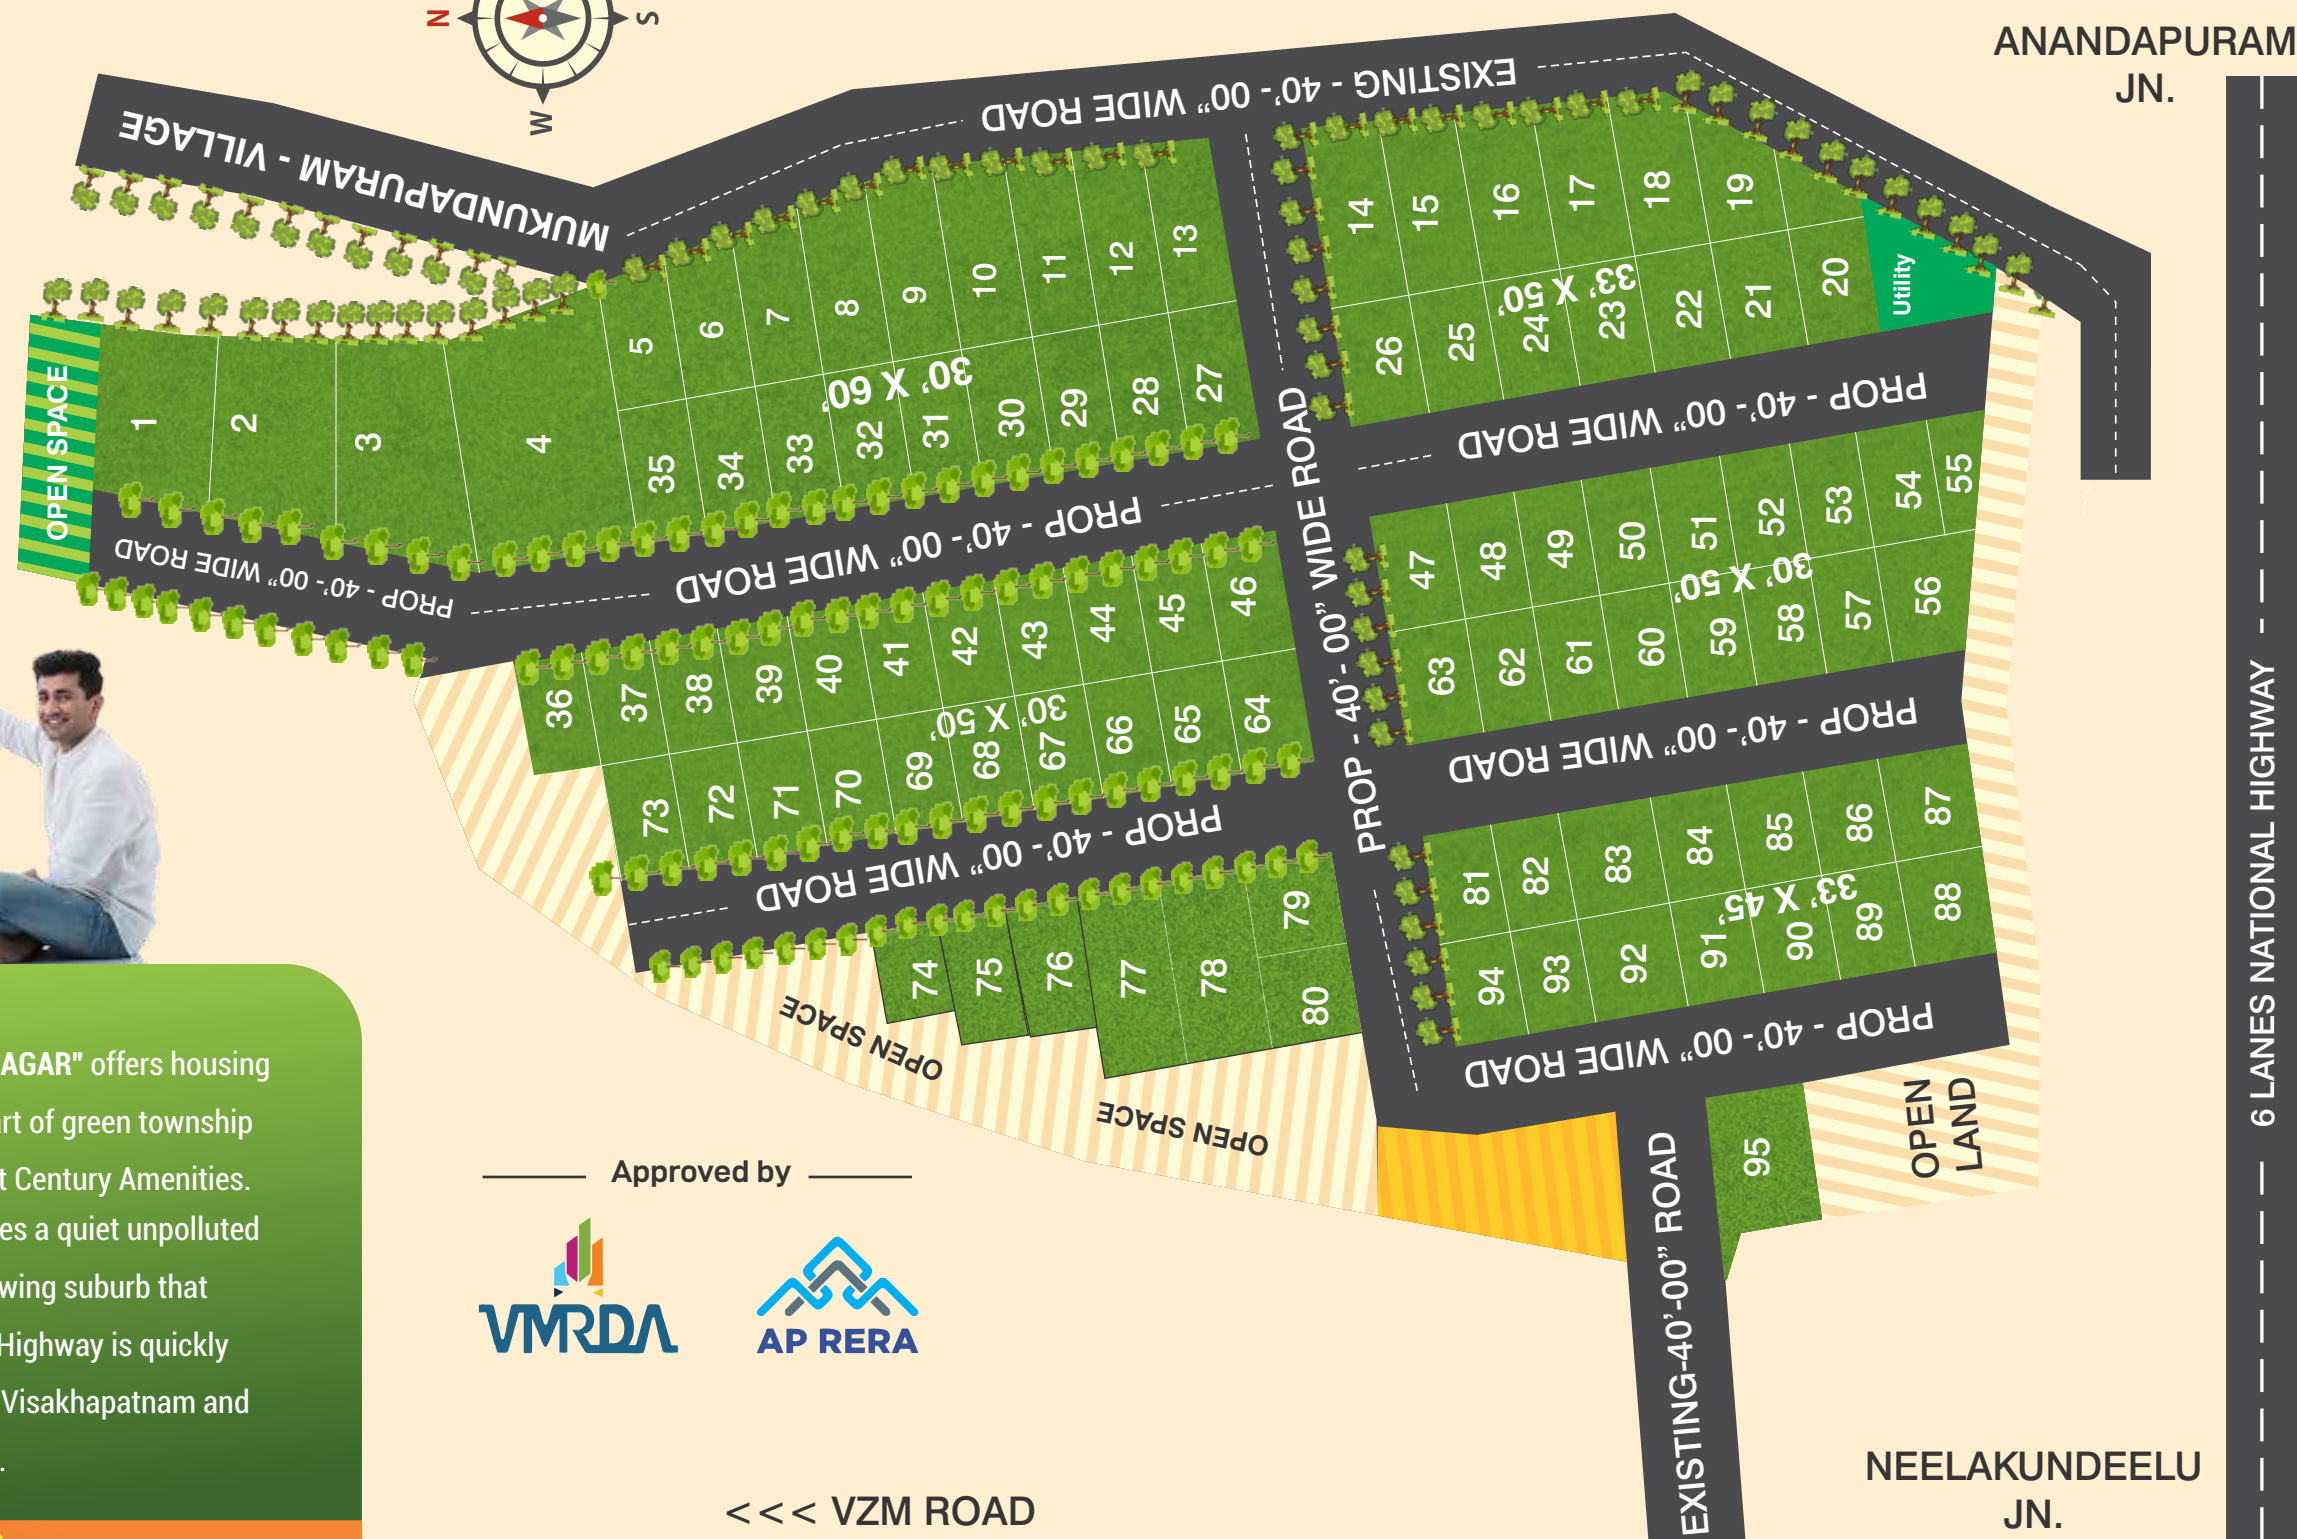 N
S
W
ANANDAPURAM
JN.
MUKUNDAPURAM - VILLAGE
EXISTING - 40'- 00" WIDE ROAD
OPEN SPACE
1
2
3
4
5
6
7
8
9
10
11
12
13
30' X 60'
35
34
33
32
31
30
29
28
27
14
15
16
17
18
19
33' X 50'
26
25
24
23
22
21
20
Utility
PROP - 40'- 00" WIDE ROAD
PROP - 40'- 00" WIDE ROAD
PROP - 40'- 00" WIDE ROAD
PROP - 40'- 00" WIDE ROAD
36
37
38
39
40
41
42
43
44
45
46
30' X 50'
73
72
71
70
69
68
67
66
65
64
47
48
49
50
51
52
53
54
55
30' X 50'
63
62
61
60
59
58
57
56
PROP - 40'- 00" WIDE ROAD
PROP - 40'- 00" WIDE ROAD
74
75
76
77
78
79
80
OPEN SPACE
OPEN SPACE
81
82
83
84
85
86
87
33' X 45'
94
93
92
91
90
89
88
PROP - 40'- 00" WIDE ROAD
OPEN
LAND
95
EXISTING-40'-00" ROAD
6 LANES NATIONAL HIGHWAY
AGAR" offers housing
art of green township
t Century Amenities.
es a quiet unpolluted
wing suburb that
Highway is quickly
Visakhapatnam and
.
Approved by
VMRDA
AP RERA
<<< VZM ROAD
NEELAKUNDEELU
JN.